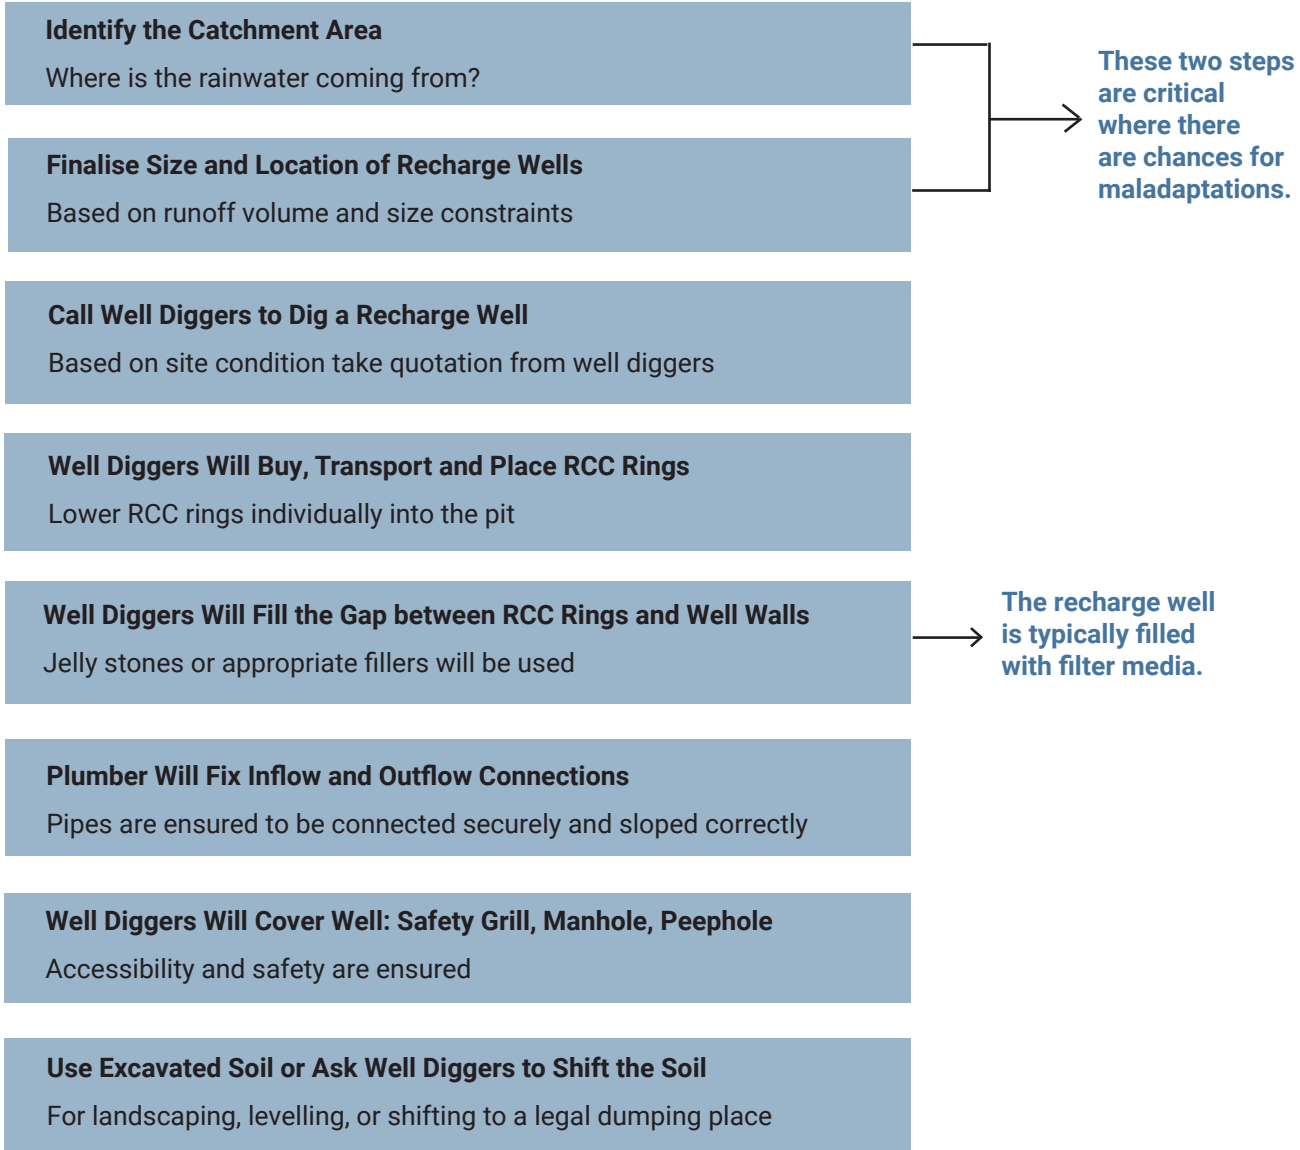 Identify the Catchment Area
Where is the rainwater coming from?
These two steps
are critical
where there
are chances for
maladaptations.
Finalise Size and Location of Recharge Wells
Based on runoff volume and size constraints
Call Well Diggers to Dig a Recharge Well
Based on site condition take quotation from well diggers
Well Diggers Will Buy, Transport and Place RCC Rings
Lower RCC rings individually into the pit
Well Diggers Will Fill the Gap between RCC Rings and Well Walls
Jelly stones or appropriate fillers will be used
The recharge well
is typically filled
with filter media.
Plumber Will Fix Inflow and Outflow Connections
Pipes are ensured to be connected securely and sloped correctly
Well Diggers Will Cover Well: Safety Grill, Manhole, Peephole
Accessibility and safety are ensured
Use Excavated Soil or Ask Well Diggers to Shift the Soil
For landscaping, levelling, or shifting to a legal dumping place